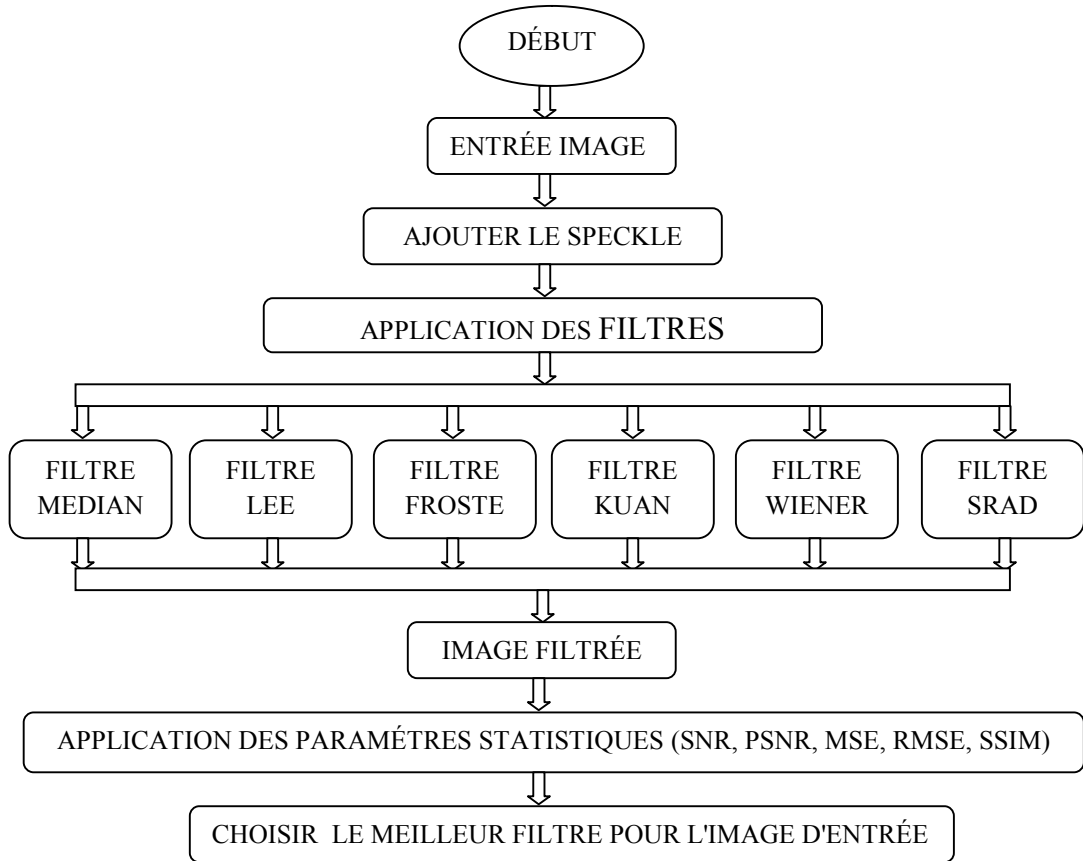 DÉBUT
ENTRÉE IMAGE
AJOUTER LE SPECKLE
APPLICATION DES FILTRES
FILTRE
MEDIAN
FILTRE
LEE
FILTRE
FROSTE
FILTRE
KUAN
FILTRE
WIENER
FILTRE
SRAD
IMAGE FILTRÉE
APPLICATION DES PARAMÉTRES STATISTIQUES (SNR, PSNR, MSE, RMSE, SSIM)
CHOISIR LE MEILLEUR FILTRE POUR L'IMAGE D'ENTRÉE